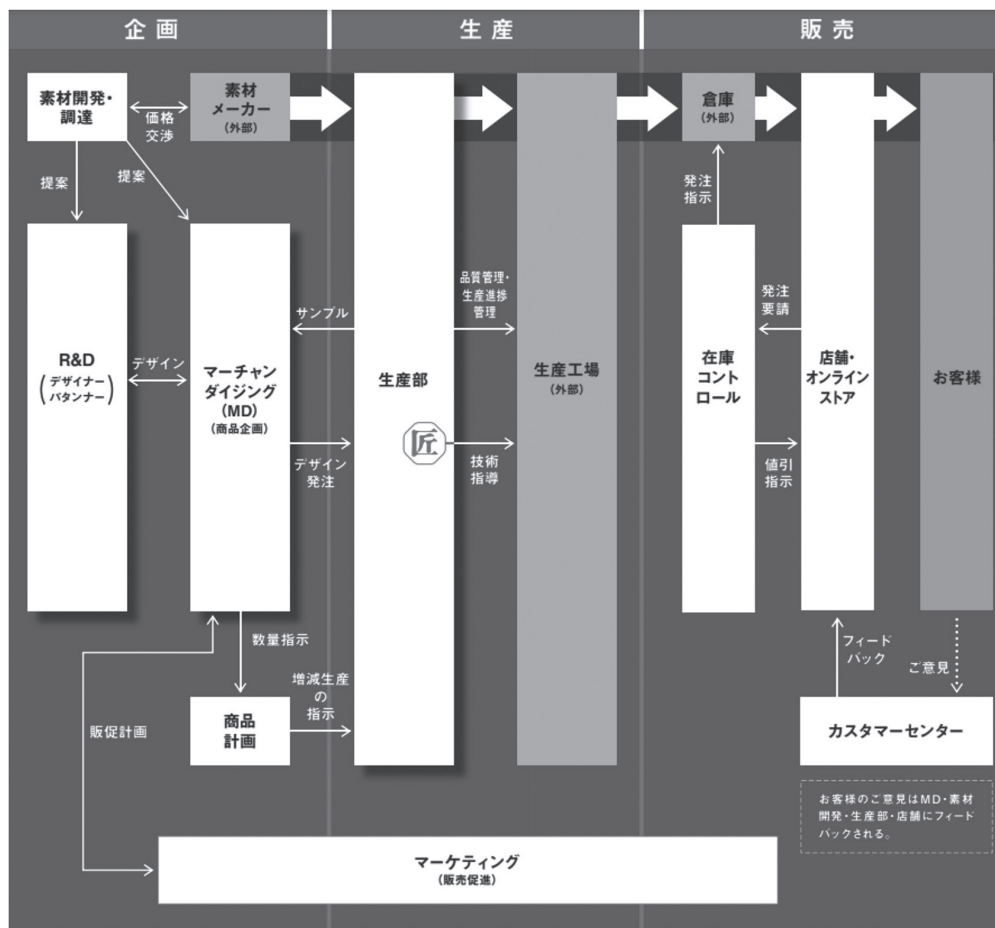 企画
生産
販売
素材開発・
調達
価格
交渉
素材
メーカー
(外部)
倉庫
(外部)
提案
提案
発注
指示
R&D
(デザイナー
パタンナー)
デザイン
マーチャン
ダイジング
(MD)
(商品企画)
サンプル
デザイン
発注
生産部
匠
品質管理・
生産進捗
管理
技術
指導
生産工場
(外部)
在庫
コント
ロール
発注
要請
値引
指示
店舗・
オンライン
ストア
お客様
数量指示
商品
計画
増減生産
の
指示
販促計画
フィード
バック
ご意見
カスタマーセンター
お客様のご意見はMD・素材
開発・生産部・店舗にフィード
バックされる。
マーケティング
(販売促進)